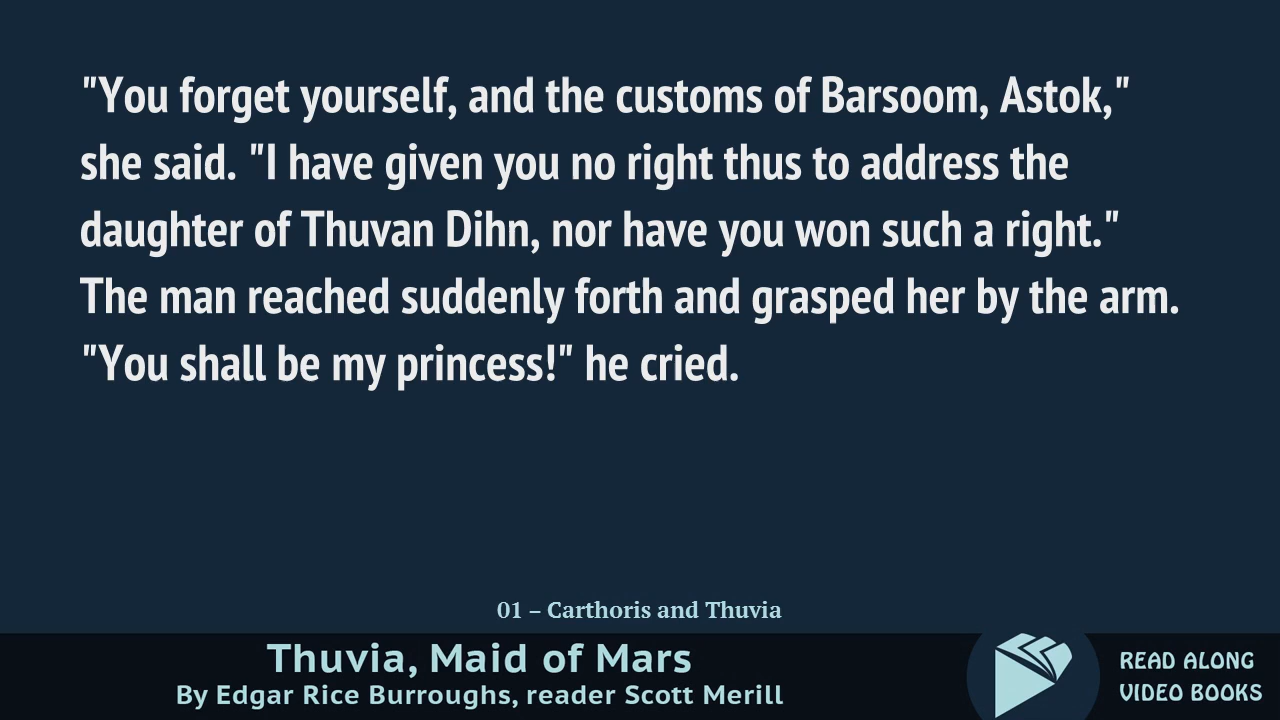 "You forget yourself, and the customs of Barsoom, Astok,"
she said. "I have given you no right thus to address the
daughter of Thuvan Dihn, nor have you won such a right."
The man reached suddenly forth and grasped her by the arm.
"You shall be my princess!" he cried.
01 – Carthoris and Thuvia
Thuvia, Maid of Mars
By Edgar Rice Burroughs, reader Scott Merill
READ ALONG
VIDEO BOOKS